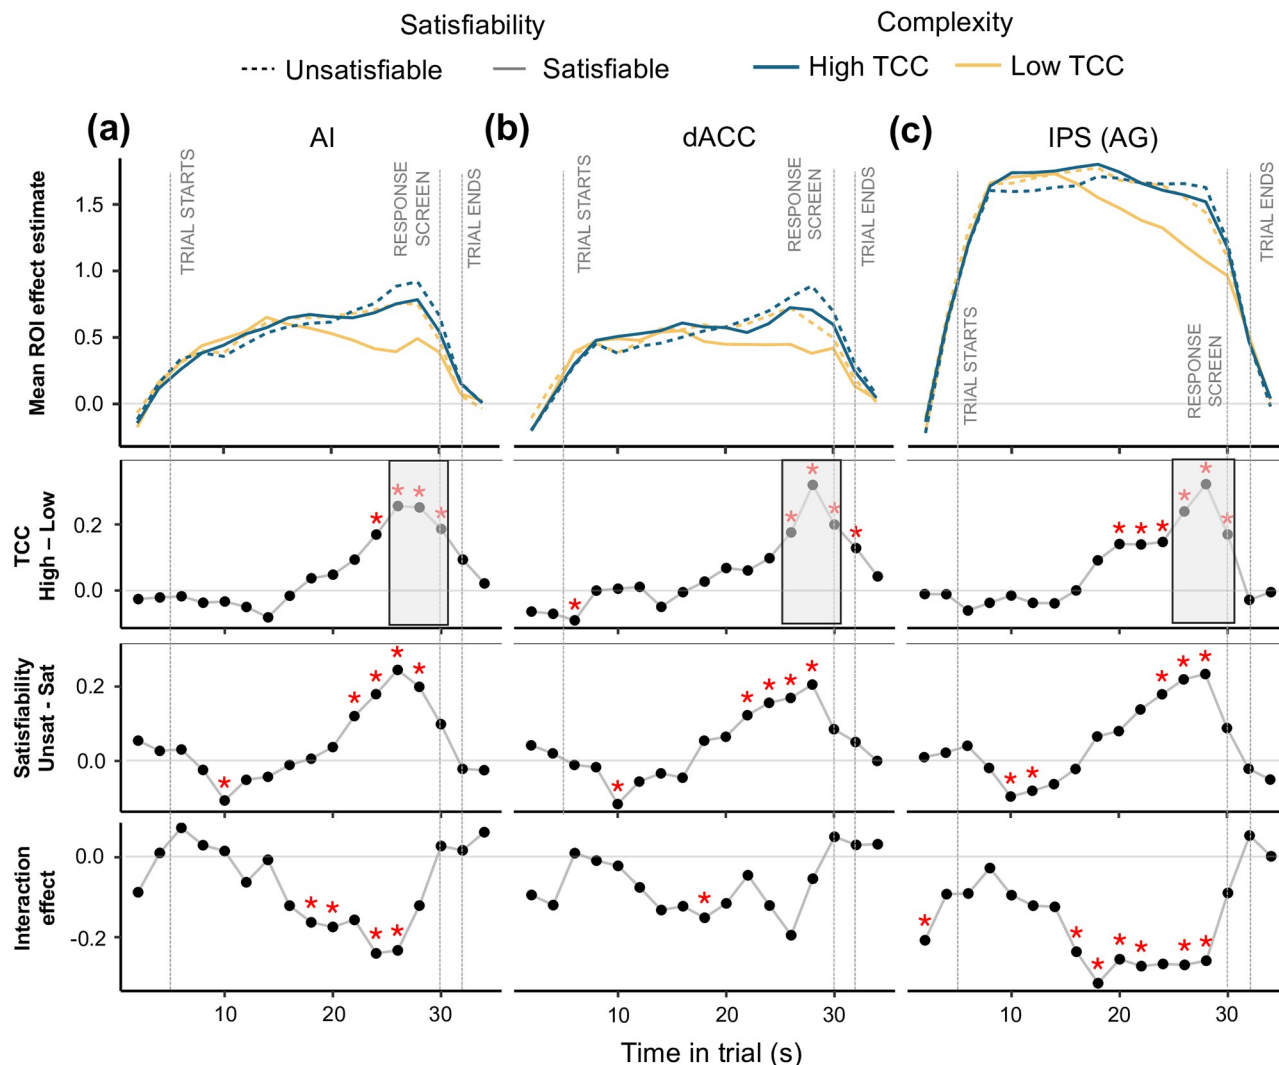 Satisfiability
Complexity
Unsatisfiable
Satisfiable
High TCC
Low TCC
(a)
AI
(b)
dACC
(c)
IPS (AG)
Mean ROI effect estimate
1.5
1.0
0.5
0.0
TRIAL STARTS
RESPONSE
SCREEN
TRIAL ENDS
TRIAL STARTS
RESPONSE
SCREEN
TRIAL ENDS
TRIAL STARTS
RESPONSE
SCREEN
TRIAL ENDS
TCC
High – Low
0.2
0.0
* * * *
* * * * *
* * * * * *
Satisfiability
Unsat - Sat
0.2
0.0
* * * * *
* * * * *
* * * * *
Interaction
effect
0.0
-0.2
* * * *
*
* * * * * * *
10 20 30
10 20 30
10 20 30
Time in trial (s)